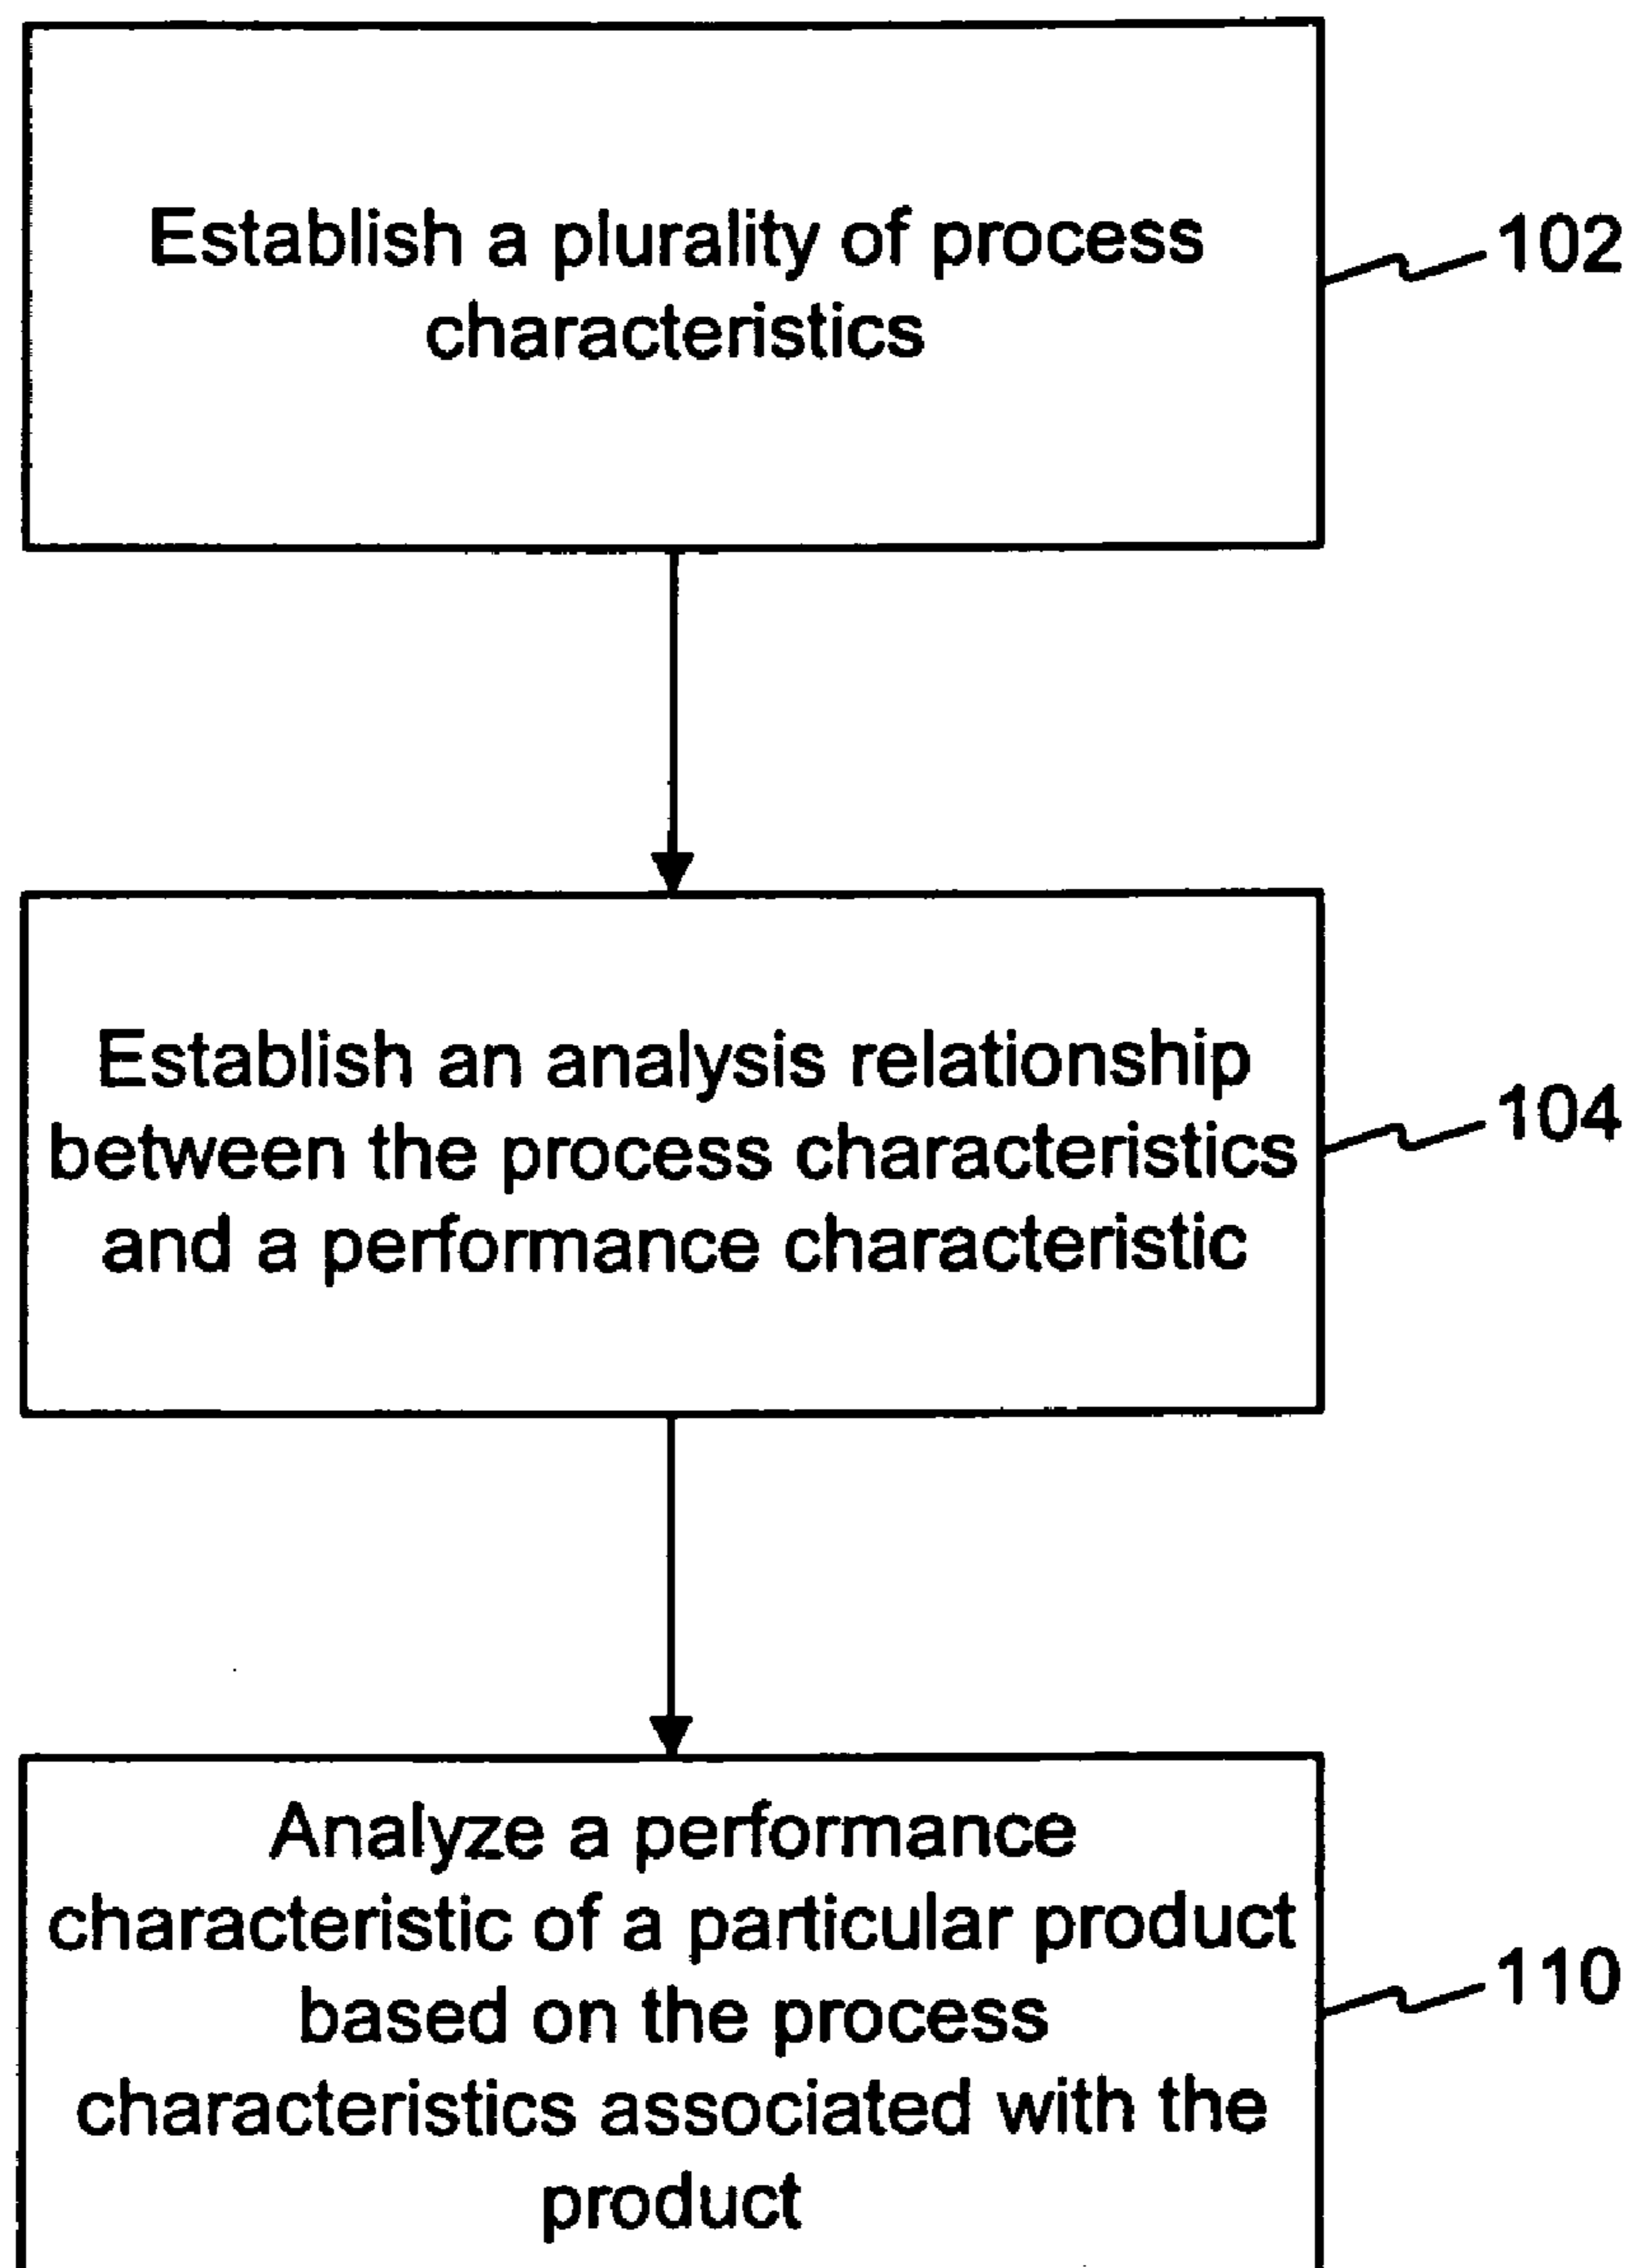 Establish a plurality of process
characteristics
102
Establish an analysis relationship
between the process characteristics
and a performance characteristic
104
Analyze a performance
characteristic of a particular product
based on the process
characteristics associated with the
product
110